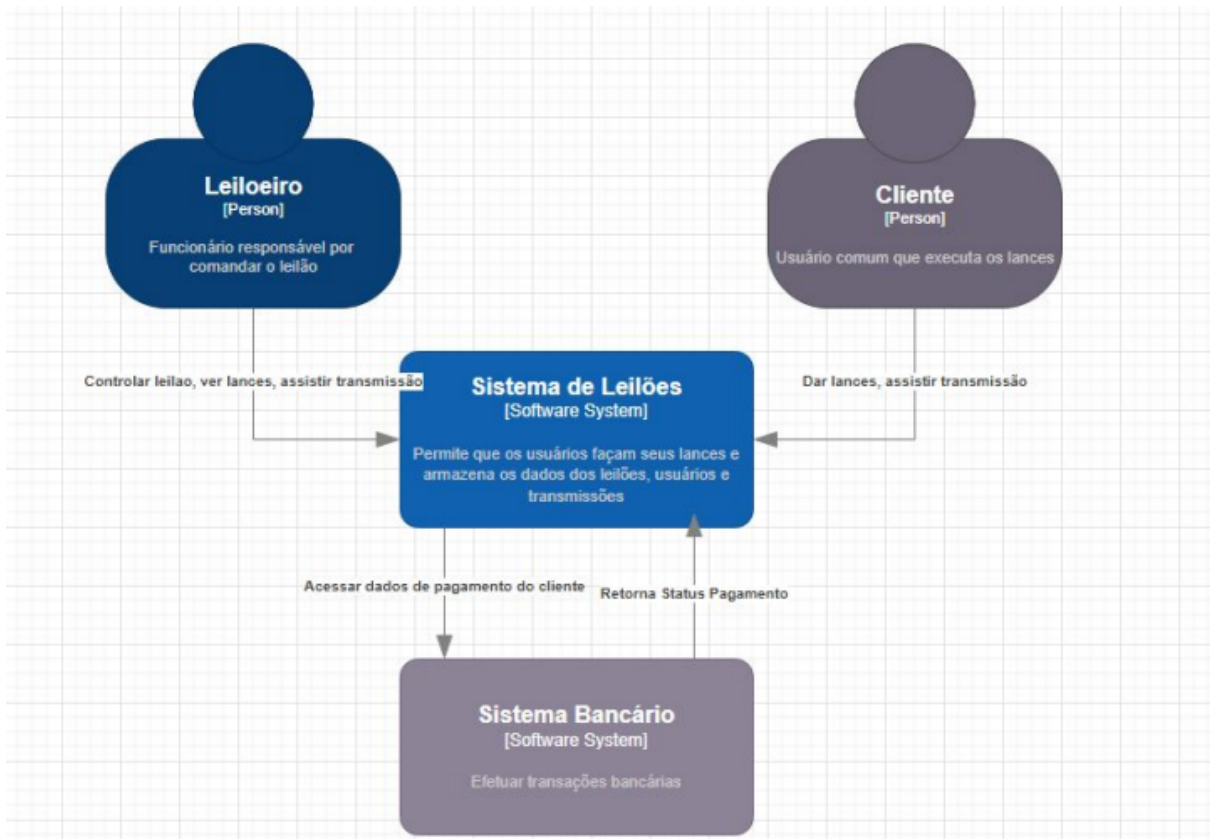 Leiloeiro
[Person]
Funcionário responsável por
comandar o leilão
Cliente
[Person]
Usuário comum que executa os lances
Controlar leilao, ver lances, assistir transmissão
Dar lances, assistir transmissão
Sistema de Leilões
[Software System]
Permite que os usuários façam seus lances e
armazena os dados dos leilões, usuários e
transmissões
Acessar dados de pagamento do cliente
Retorna Status Pagamento
Sistema Bancário
[Software System]
Efetuar transações bancárias